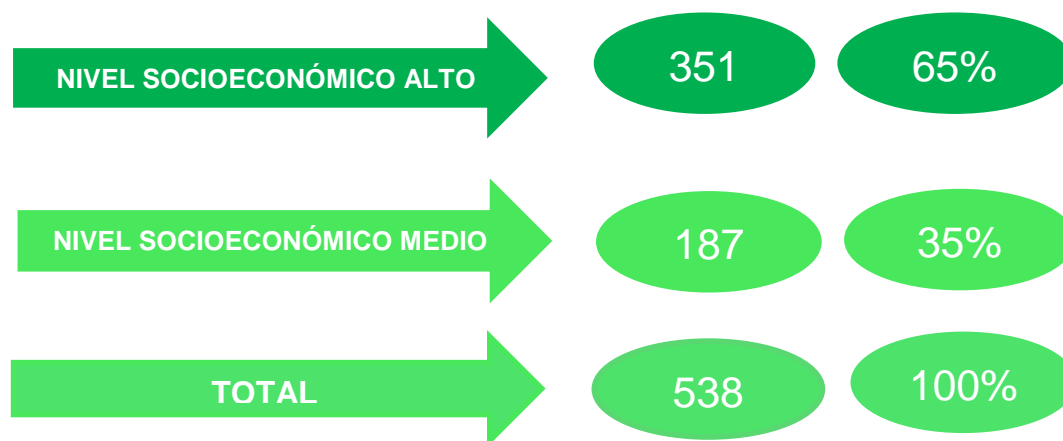 NIVEL SOCIOECONÓMICO ALTO 351 65%
NIVEL SOCIOECONÓMICO MEDIO 187 35%
TOTAL 538 100%